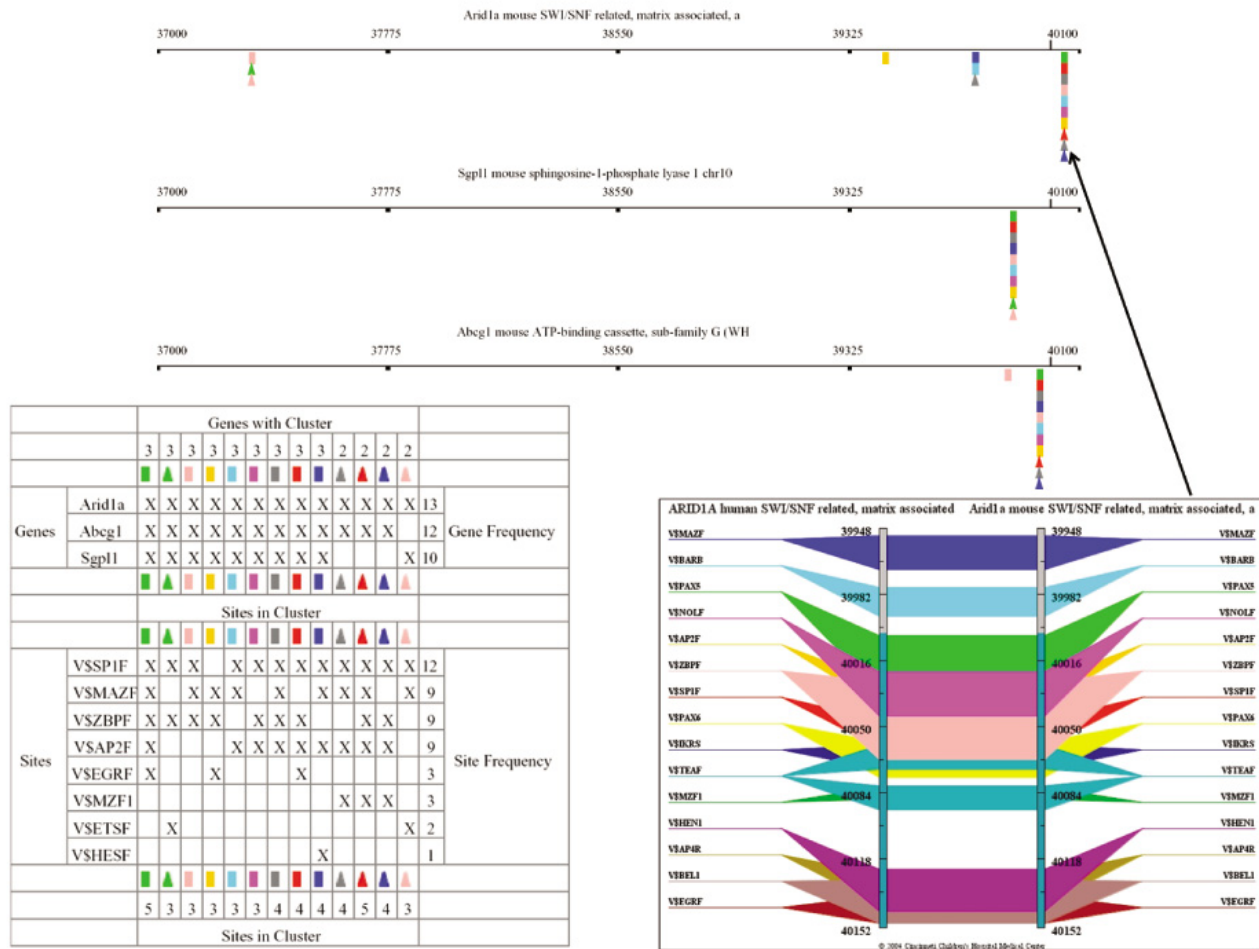 Arid1a mouse SWI/SNF related, matrix associated, a
37000 37775 38550 39325 40100
Sgpl1 mouse sphingosine-1-phosphate lyase 1 chr10
37000 37775 38550 39325 40100
Abcg1 mouse ATP-binding cassette, sub-family G (WH
37000 37775 38550 39325 40100
Genes with Cluster
3 3 3 3 3 3 3 3 3 2 2 2 2
Genes
Arid1a X X X X X X X X X X X X X 13
Abcg1 X X X X X X X X X X X X 12
Sgpl1 X X X X X X X X X X 10
Gene Frequency
Sites in Cluster
Sites
V$SP1F X X X X X X X X X X X X 12
V$MAZF X X X X X X X X X 9
V$ZBPF X X X X X X X X X 9
V$AP2F X X X X X X X X X 9
V$EGRF X X X 3
V$MZF1 X X X 3
V$ETSF X X 2
V$HESF X 1
Site Frequency
5 3 3 3 3 3 4 4 4 4 5 4 3
Sites in Cluster
ARID1A human SWI/SNF related, matrix associated Arid1a mouse SWI/SNF related, matrix associated, a
39948 39948
V$MAZF V$MAZF
V$BARB V$BARB
39982 39982
V$PAX5 V$PAX5
V$NOLF V$NOLF
V$AP2F V$AP2F
40016 40016
V$ZBPF V$ZBPF
V$SP1F V$SP1F
V$PAX6 V$PAX6
40050 40050
V$IKRS V$IKRS
V$TEAF V$TEAF
40084 40084
V$MZF1 V$MZF1
V$HEN1 V$HEN1
V$AP4R V$AP4R
40118 40118
V$BEL1 V$BEL1
V$EGRF V$EGRF
40152 40152
© 2004 Cincinnati Children's Hospital Medical Center